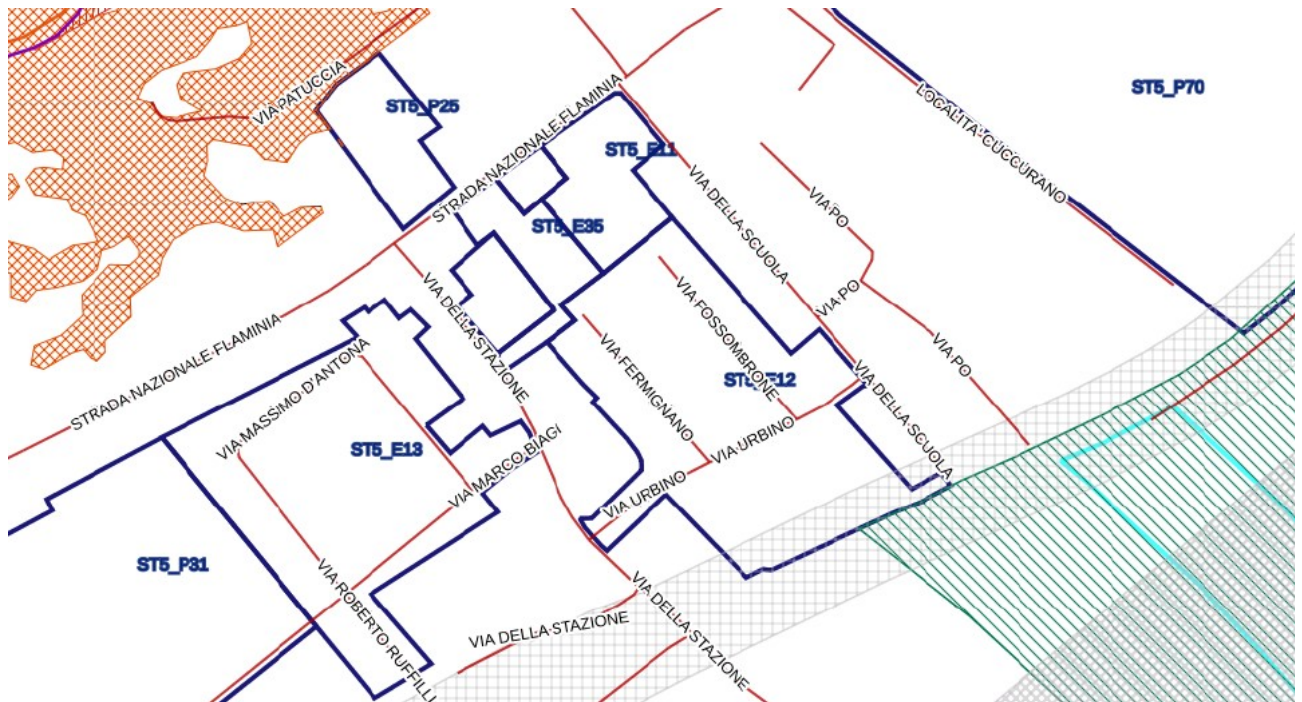 VIA PATUCCIA
ST5_P25
STRADA NAZIONALE FLAMINIA
ST5_E11
LOCALITA' CUCCURANO
ST5_P70
VIA DELLA SCUOLA
VIA PO
ST5_E35
VIA PO
VIA PO
VIA DELLA STAZIONE
VIA FOSSOMBRONE
VIA FERMIGNANO
ST5_E12
STRADA NAZIONALE FLAMINIA
VIA MASSIMO D'ANTONA
ST5_E13
VIA MARCO BIAGI
VIA URBINO
VIA URBINO
VIA DELLA SCUOLA
ST5_P31
VIA ROBERTO RUFFILLI
VIA DELLA STAZIONE
VIA DELLA STAZIONE